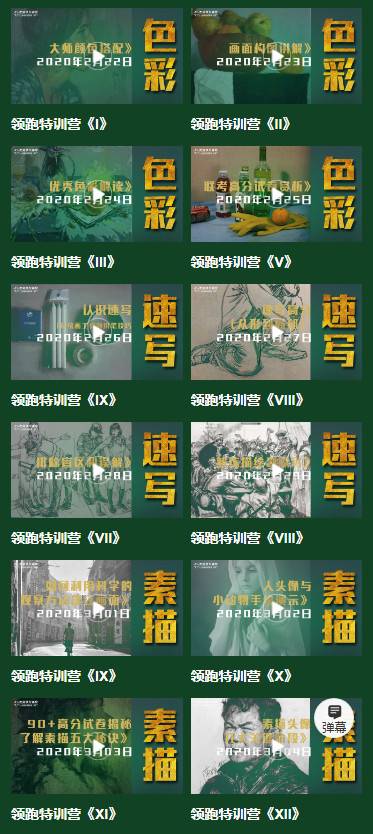 大师颜色搭配》
2020年2月22日
色彩
画面构图讲解》
2020年2月23日
色彩
领跑特训营《I》
领跑特训营《II》
优秀色彩解读》
2020年2月24日
色彩
联考高分试卷赏析》
2020年2月25日
色彩
领跑特训营《III》
领跑特训营《V》
认识速写
2020年2月26日
速写
2020年2月27日
速写
领跑特训营《IX》
领跑特训营《VIII》
2020年2月28日
速写
2020年2月29日
速写
领跑特训营《VII》
领跑特训营《VIII》
如何利用科学的
2020年3月01日
素描
人头像与
2020年3月02日
素描
领跑特训营《IX》
领跑特训营《X》
90+高分试卷揭秘
了解素描五大秘诀》
2020年3月03日
素描
素描头像
2020年3月04日
弹幕
领跑特训营《XI》
领跑特训营《XII》